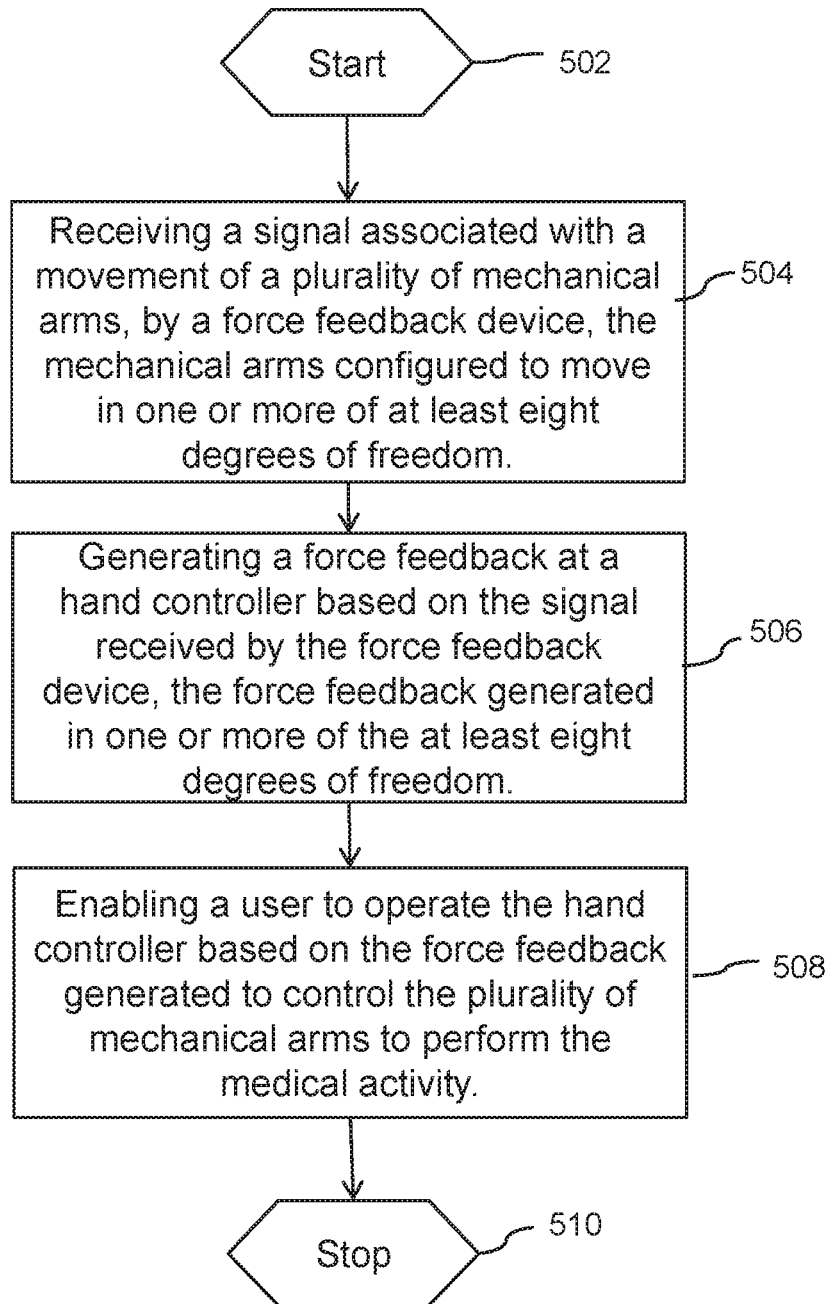 Start
502
Receiving a signal associated with a
movement of a plurality of mechanical
arms, by a force feedback device, the
mechanical arms configured to move
in one or more of at least eight
degrees of freedom.
504
Generating a force feedback at a
hand controller based on the signal
received by the force feedback
device, the force feedback generated
in one or more of the at least eight
degrees of freedom.
506
Enabling a user to operate the hand
controller based on the force feedback
generated to control the plurality of
mechanical arms to perform the
medical activity.
508
Stop
510